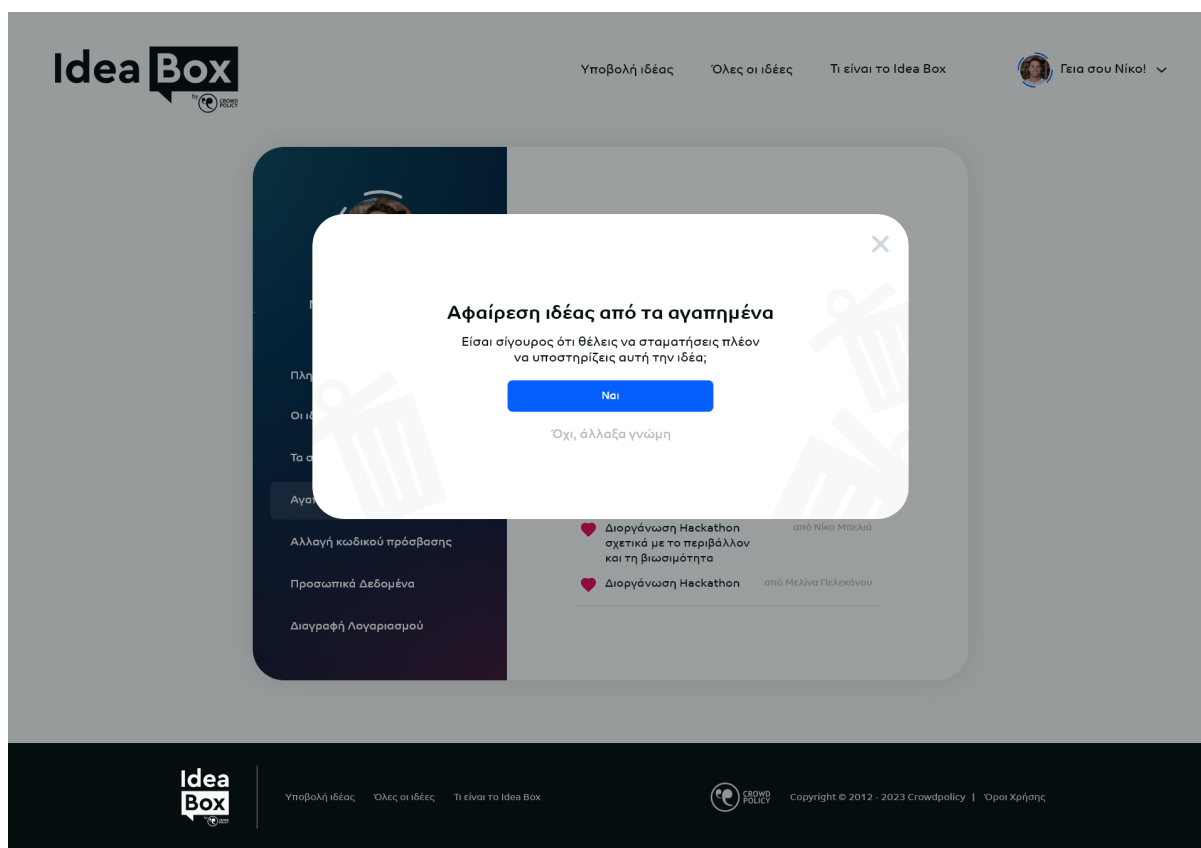 Idea Box
by CROWD POLICY
Υποβολή ιδέας
Όλες οι ιδέες
Τι είναι το Idea Box
Γεια σου Νίκο!
Αφαίρεση ιδέας από τα αγαπημένα
Είσαι σίγουρος ότι θέλεις να σταματήσεις πλέον
να υποστηρίζεις αυτή την ιδέα;
Ναι
Όχι, άλλαξα γνώμη
Αλλαγή κωδικού πρόσβασης
Προσωπικά Δεδομένα
Διαγραφή Λογαριασμού
Διοργάνωση Hackathon
σχετικά με το περιβάλλον
και τη βιωσιμότητα
από Νίκο Μπελιά
Διοργάνωση Hackathon
από Μελίνα Πελεκάνου
Idea
Box
Υποβολή ιδέας
Όλες οι ιδέες
Τι είναι το Idea Box
CROWD
POLICY
Copyright © 2012 - 2023 Crowdpolicy | Όροι Χρήσης